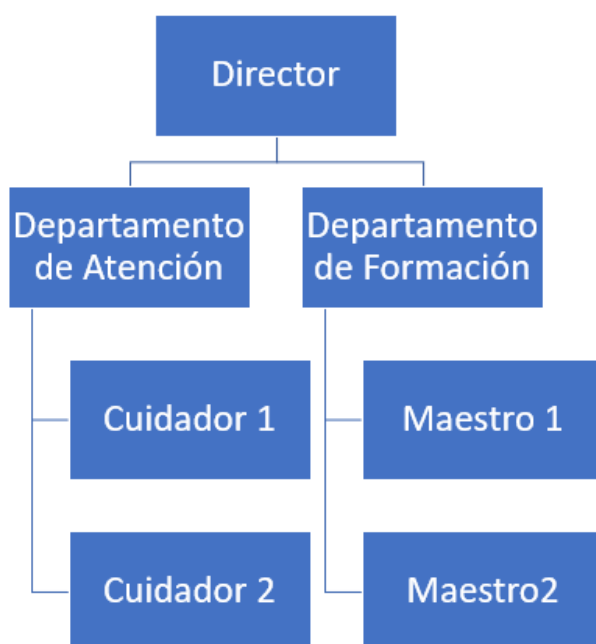 Director
Departamento
de Atención
Departamento
de Formación
Cuidador 1
Maestro 1
Cuidador 2
Maestro2